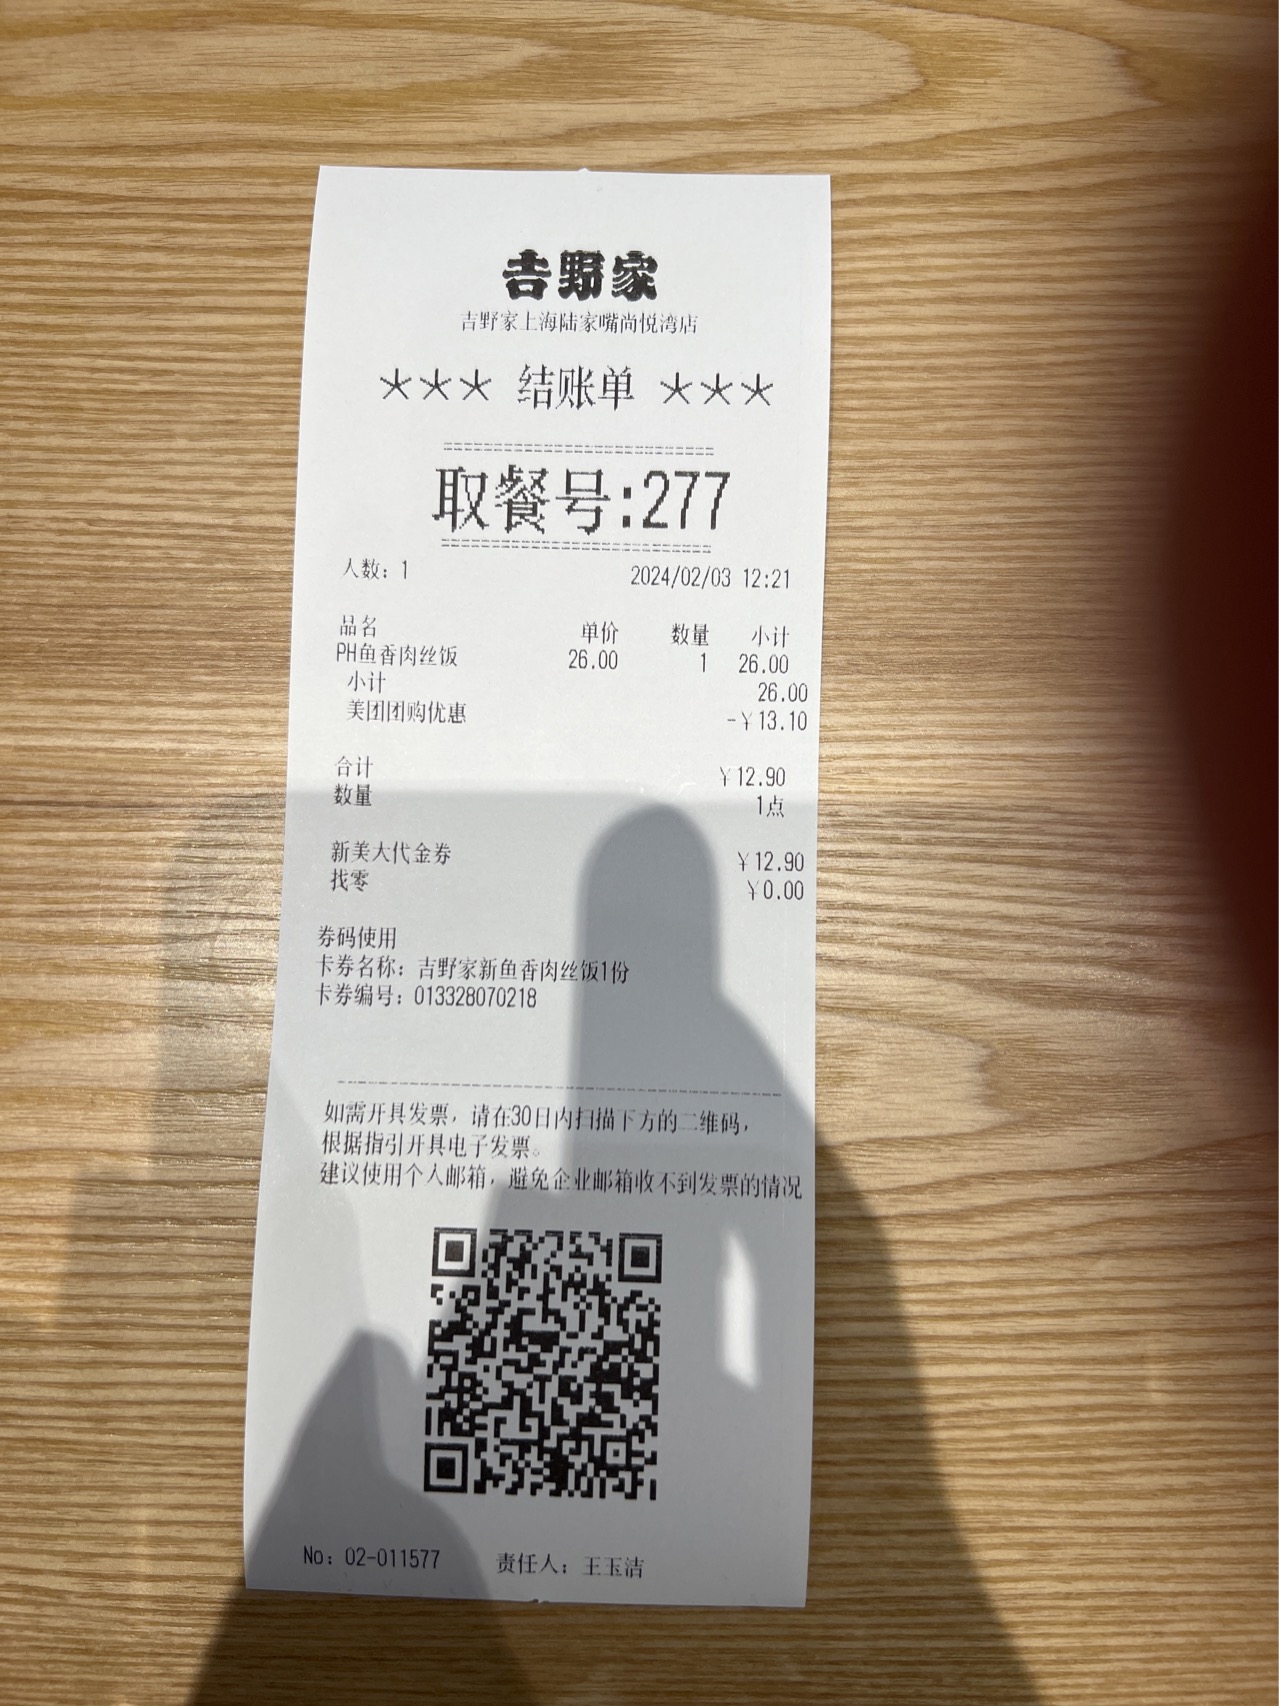 吉野家
吉野家上海陆家嘴尚悦湾店
*** 结账单 ***
取餐号:277
人数: 1 2024/02/03 12:21
品名 单价 数量 小计
PH鱼香肉丝饭 26.00 1 26.00
小计 26.00
美团团购优惠 -¥13.10
合计 ¥12.90
数量 1点
新美大代金券 ¥12.90
找零 ¥0.00
券码使用
卡券名称: 吉野家新鱼香肉丝饭1份
卡券编号: 013328070218
如需开具发票, 请在30日内扫描下方的二维码,
根据指引开具电子发票。
建议使用个人邮箱, 避免企业邮箱收不到发票的情况
No: 02-011577 责任人: 王玉洁